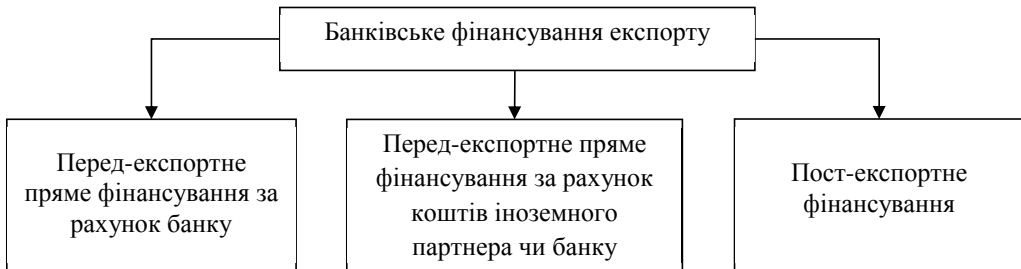 Банківське фінансування експорту
Перед-експортне
пряме фінансування за
рахунок банку
Перед-експортне пряме
фінансування за рахунок
коштів іноземного
партнера чи банку
Пост-експортне
фінансування